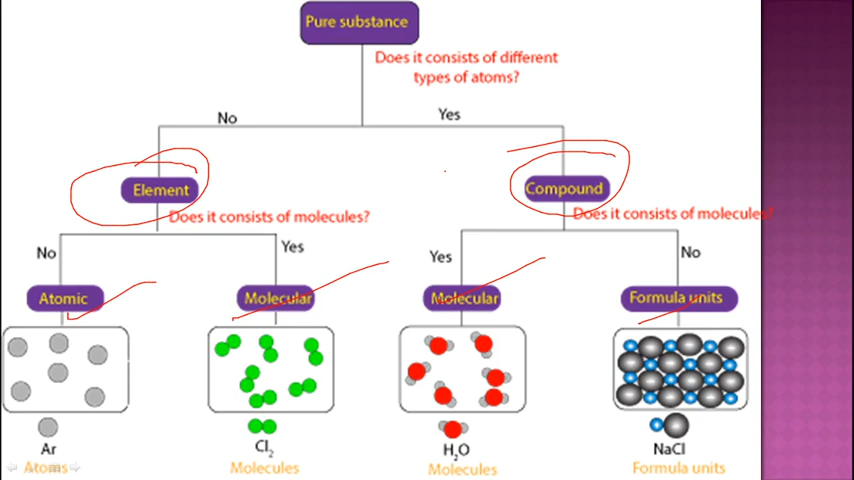 Pure substance
Does it consists of different
types of atoms?
No
Yes
Element
Compound
Does it consists of molecules?
Does it consists of molecules?
No
Yes
Yes
No
Atomic
Molecular
Molecular
Formula units
Ar
Cl₂
H₂O
NaCl
Atoms
Molecules
Molecules
Formula units